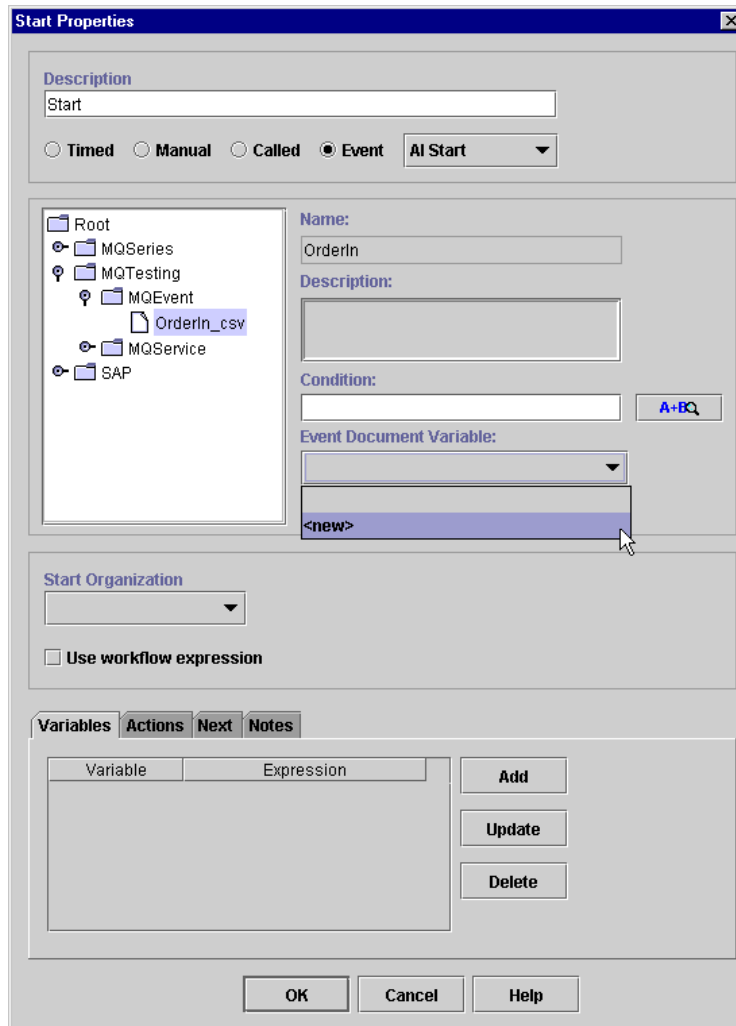 Start Properties
Description
Start
Timed Manual Called Event AI Start
Root
MQSeries
MQTesting
MQEvent
OrderIn_csv
MQService
SAP
Name:
OrderIn
Description:
Condition:
A+B
Event Document Variable:
<new>
Start Organization
Use workflow expression
Variables Actions Next Notes
Variable Expression
Add
Update
Delete
OK Cancel Help